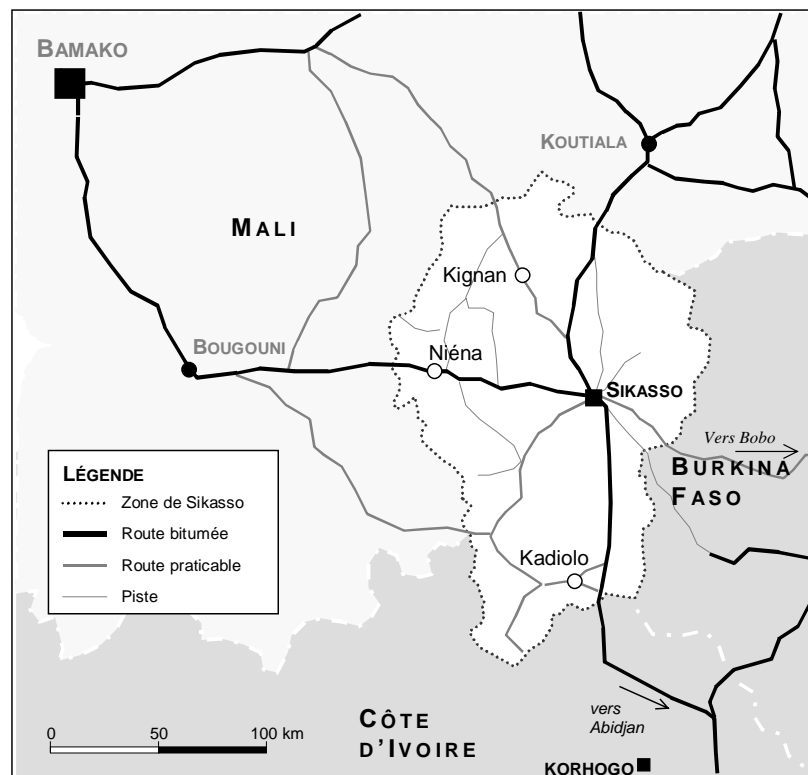 BAMAKO
KOUTIALA
MALI
Kignan
BOUGOUNI
Niéna
SIKASSO
Vers Bobo
BURKINA
FASO
LÉGENDE
Zone de Sikasso
Route bitumée
Route praticable
Piste
Kadiolo
0 50 100 km
CÔTE
D'IVOIRE
vers
Abidjan
KORHOGO